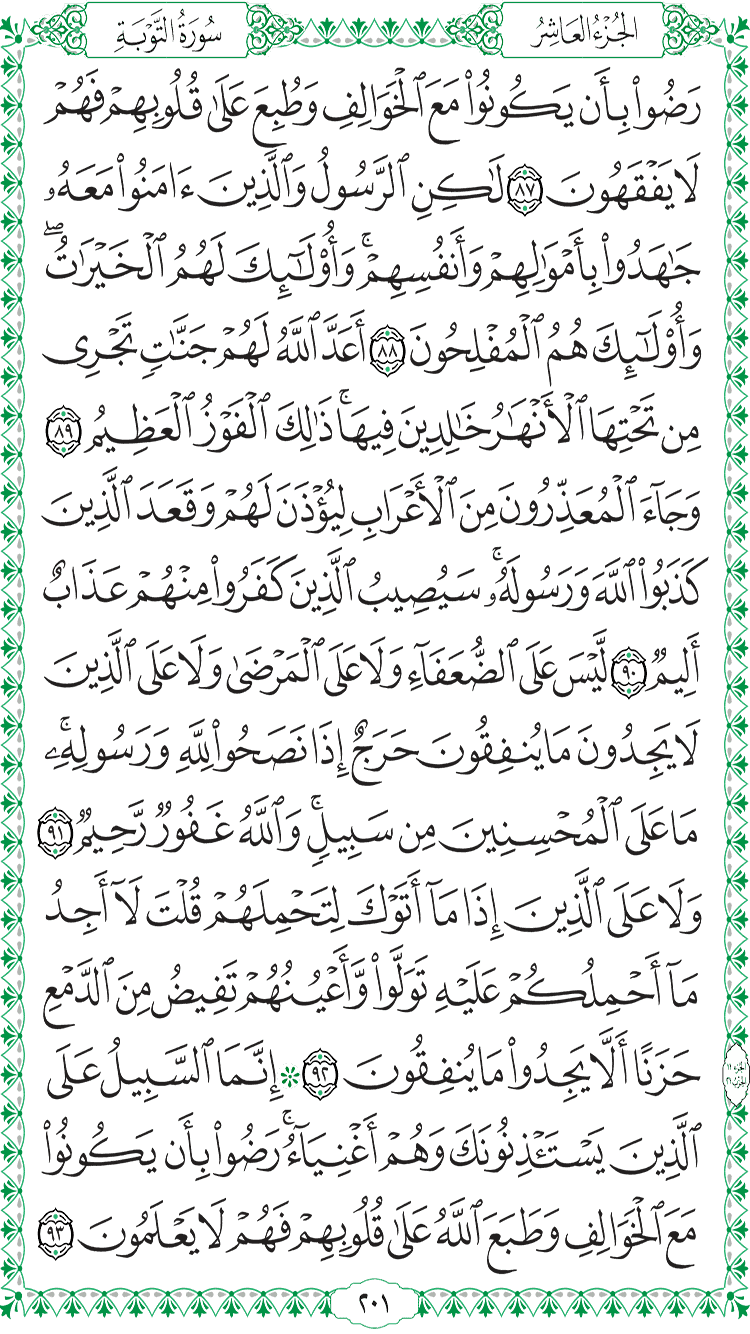 الجُزْءُ العَاشِرُ
سُورَةُ التَّوْبَةِ
رَضُوا۟ بِأَن يَكُونُوا۟ مَعَ ٱلْخَوَالِفِ وَطُبِعَ عَلَىٰ قُلُوبِهِمْ فَهُمْ
لَا يَفْقَهُونَ ٨٧ لَٰكِنِ ٱلرَّسُولُ وَٱلَّذِينَ ءَامَنُوا۟ مَعَهُۥ
جَٰهَدُوا۟ بِأَمْوَٰلِهِمْ وَأَنفُسِهِمْ ۚ وَأُو۟لَٰٓئِكَ لَهُمُ ٱلْخَيْرَٰتُ ۖ
وَأُو۟لَٰٓئِكَ هُمُ ٱلْمُفْلِحُونَ ٨٨ أَعَدَّ ٱللَّهُ لَهُمْ جَنَّٰتٍ تَجْرِى
مِن تَحْتِهَا ٱلْأَنْهَٰرُ خَٰلِدِينَ فِيهَا ۚ ذَٰلِكَ ٱلْفَوْزُ ٱلْعَظِيمُ ٨٩
وَجَآءَ ٱلْمُعَذِّرُونَ مِنَ ٱلْأَعْرَابِ لِيُؤْذَنَ لَهُمْ وَقَعَدَ ٱلَّذِينَ
كَذَبُوا۟ ٱللَّهَ وَرَسُولَهُۥ ۚ سَيُصِيبُ ٱلَّذِينَ كَفَرُوا۟ مِنْهُمْ عَذَابٌ
أَلِيمٌ ٩٠ لَّيْسَ عَلَى ٱلضُّعَفَآءِ وَلَا عَلَى ٱلْمَرْضَىٰ وَلَا عَلَى ٱلَّذِينَ
لَا يَجِدُونَ مَا يُنفِقُونَ حَرَجٌ إِذَا نَصَحُوا۟ لِلَّهِ وَرَسُولِهِۦ ۚ
مَا عَلَى ٱلْمُحْسِنِينَ مِن سَبِيلٍ ۚ وَٱللَّهُ غَفُورٌ رَّحِيمٌ ٩١
وَلَا عَلَى ٱلَّذِينَ إِذَا مَآ أَتَوْكَ لِتَحْمِلَهُمْ قُلْتَ لَآ أَجِدُ
مَآ أَحْمِلُكُمْ عَلَيْهِ تَوَلَّوا۟ وَّأَعْيُنُهُمْ تَفِيضُ مِنَ ٱلدَّمْعِ
حَزَنًا أَلَّا يَجِدُوا۟ مَا يُنفِقُونَ ٩٢ ۞ إِنَّمَا ٱلسَّبِيلُ عَلَى
الجزء ١١
الحزب ٢١
ٱلَّذِينَ يَسْتَـْٔذِنُونَكَ وَهُمْ أَغْنِيَآءُ ۚ رَضُوا۟ بِأَن يَكُونُوا۟
مَعَ ٱلْخَوَالِفِ وَطَبَعَ ٱللَّهُ عَلَىٰ قُلُوبِهِمْ فَهُمْ لَا يَعْلَمُونَ ٩٣
٢٠١